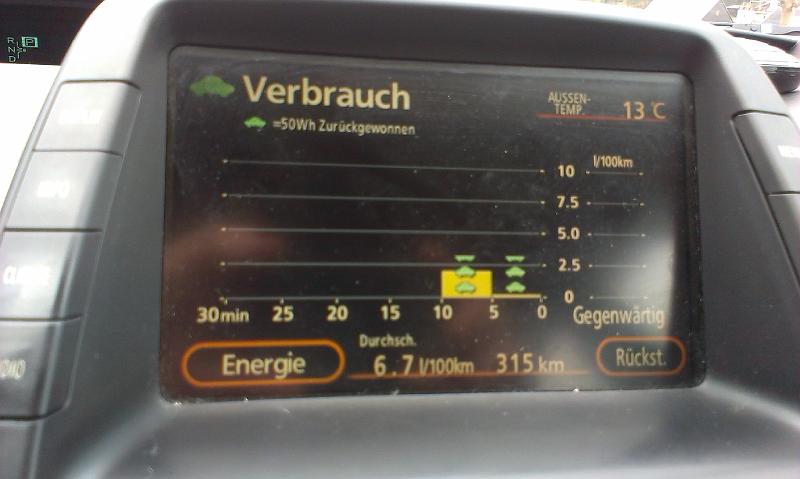 R P
N
D
Verbrauch
AUSSEN-
TEMP. 13 °C
=50Wh Zurückgewonnen
l/100km
10
7.5
5.0
2.5
0
30min 25 20 15 10 5 0 Gegenwärtig
Durchsch.
Energie 6.7 l/100km 315 km Rückst.
INFO